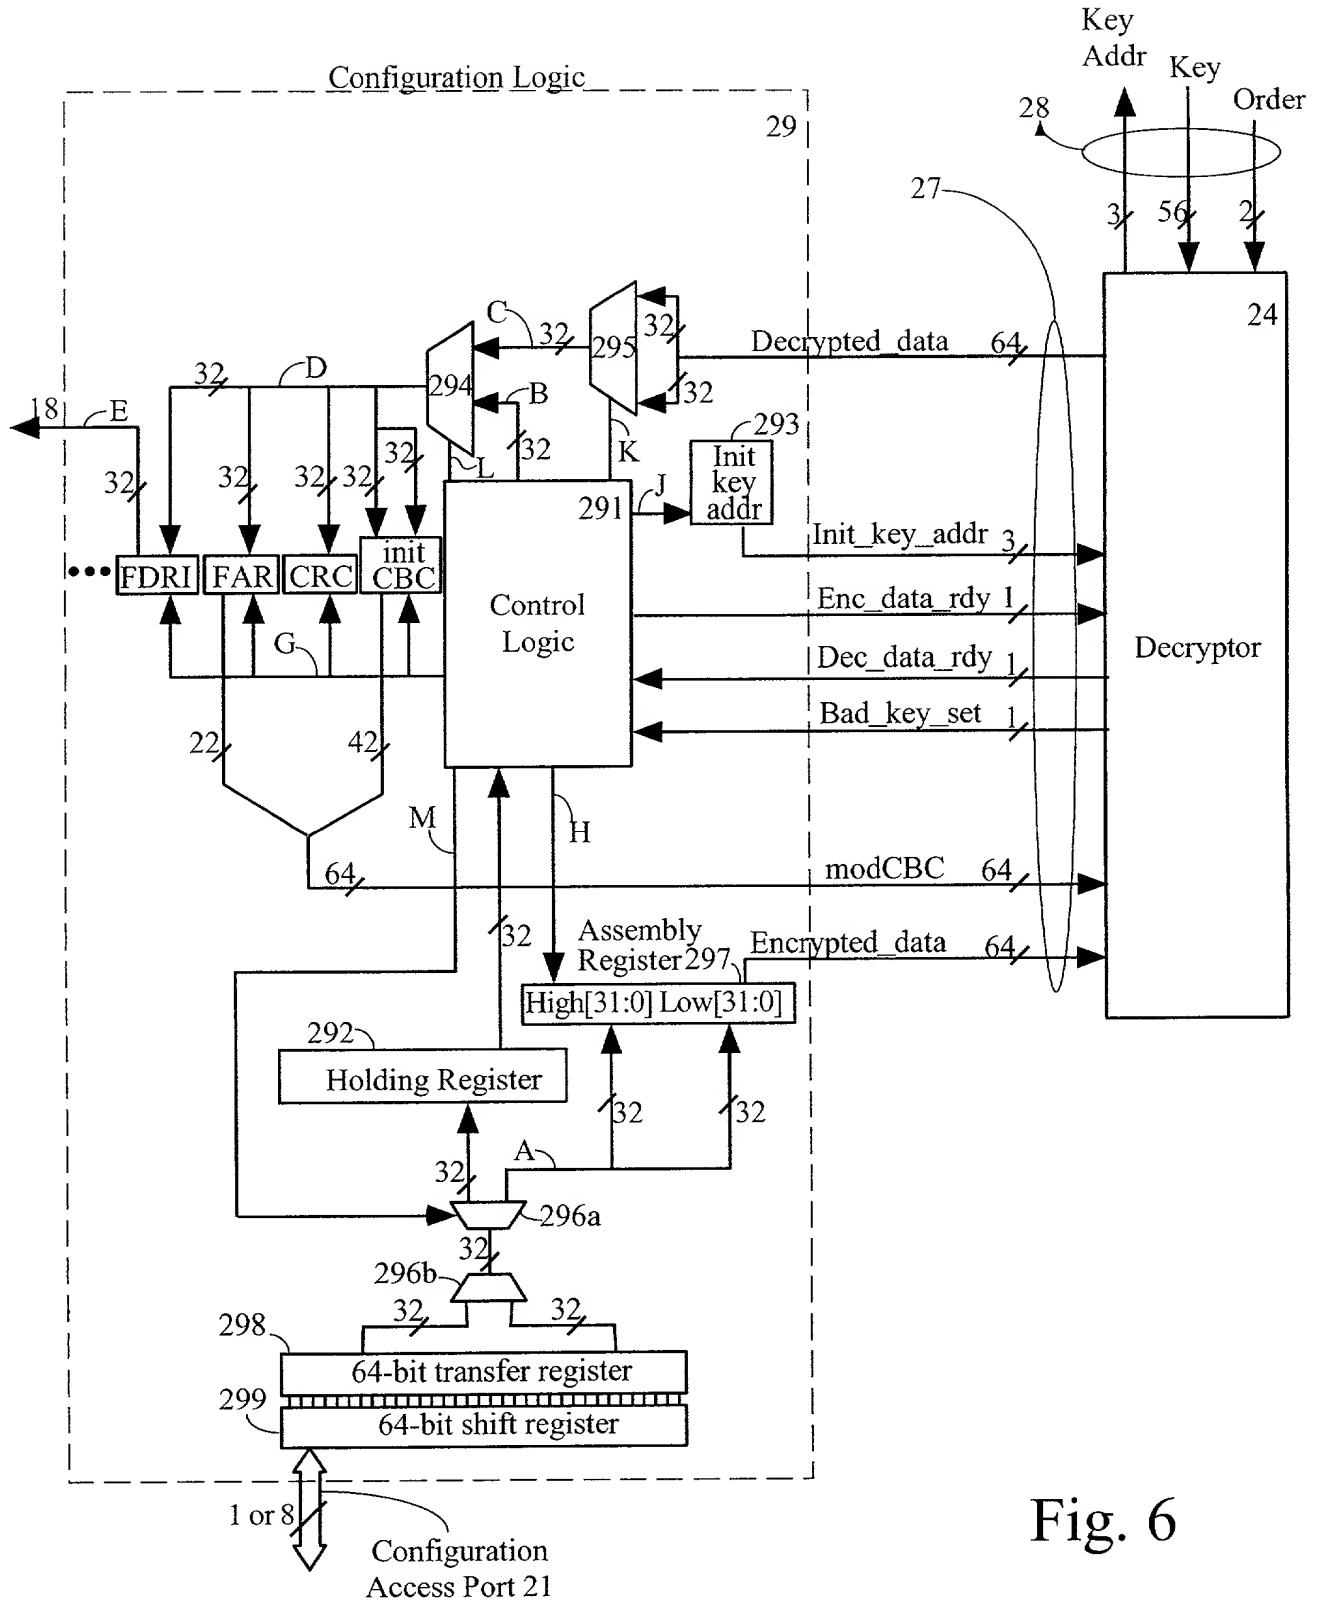 Key
Addr
Key
Order
28
3
56
2
Configuration Logic
29
27
24
Decryptor
C
32
295
32
32
Decrypted_data
64
D
32
294
B
32
K
L
18
E
32
32
32
32
32
291
J
293
Init
key
addr
Init_key_addr
3
FDRI
FAR
CRC
init
CBC
Control
Logic
Enc_data_rdy
1
G
Dec_data_rdy
1
Bad_key_set
1
22
42
M
H
64
modCBC
64
32
Assembly
Register
297
Encrypted_data
64
High[31:0] Low[31:0]
292
Holding Register
32
32
A
32
296a
32
296b
32
32
298
64-bit transfer register
299
64-bit shift register
1 or 8
Configuration
Access Port 21
Fig. 6